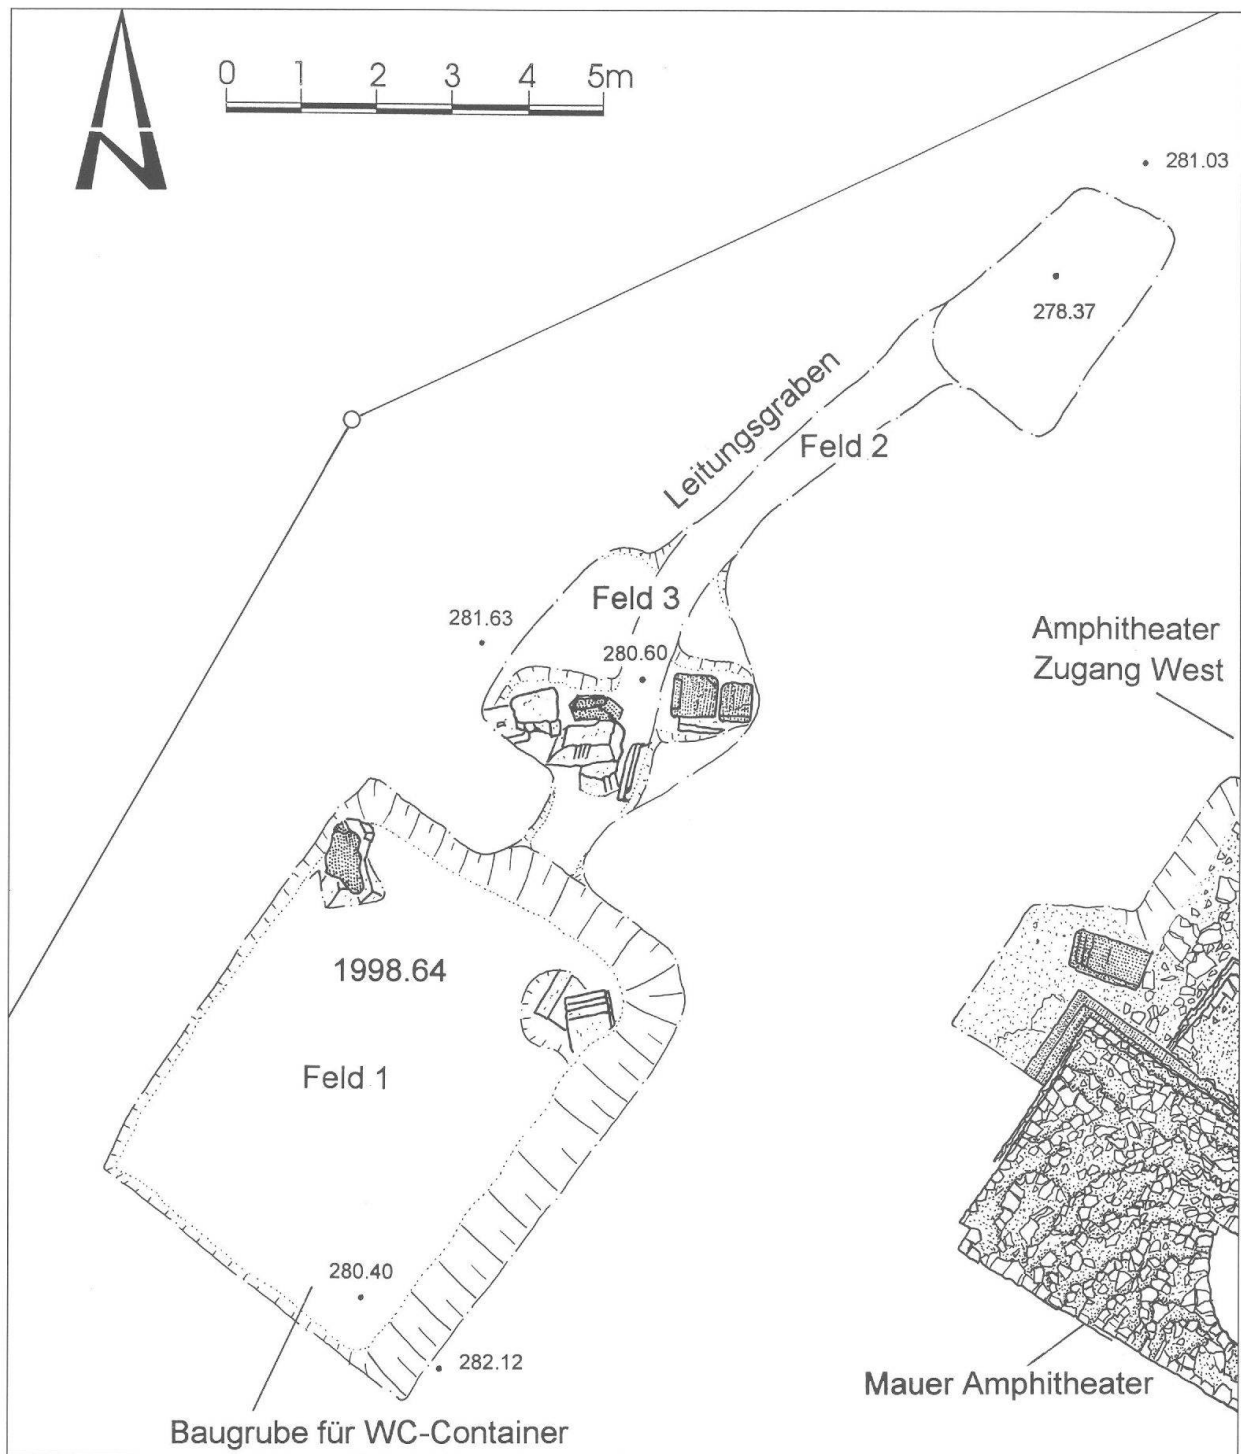 N
0 1 2 3 4 5m
281.03
278.37
Leitungsgraben
Feld 2
Feld 3
281.63
280.60
Amphitheater
Zugang West
1998.64
Feld 1
280.40
282.12
Mauer Amphitheater
Baugrube für WC-Container